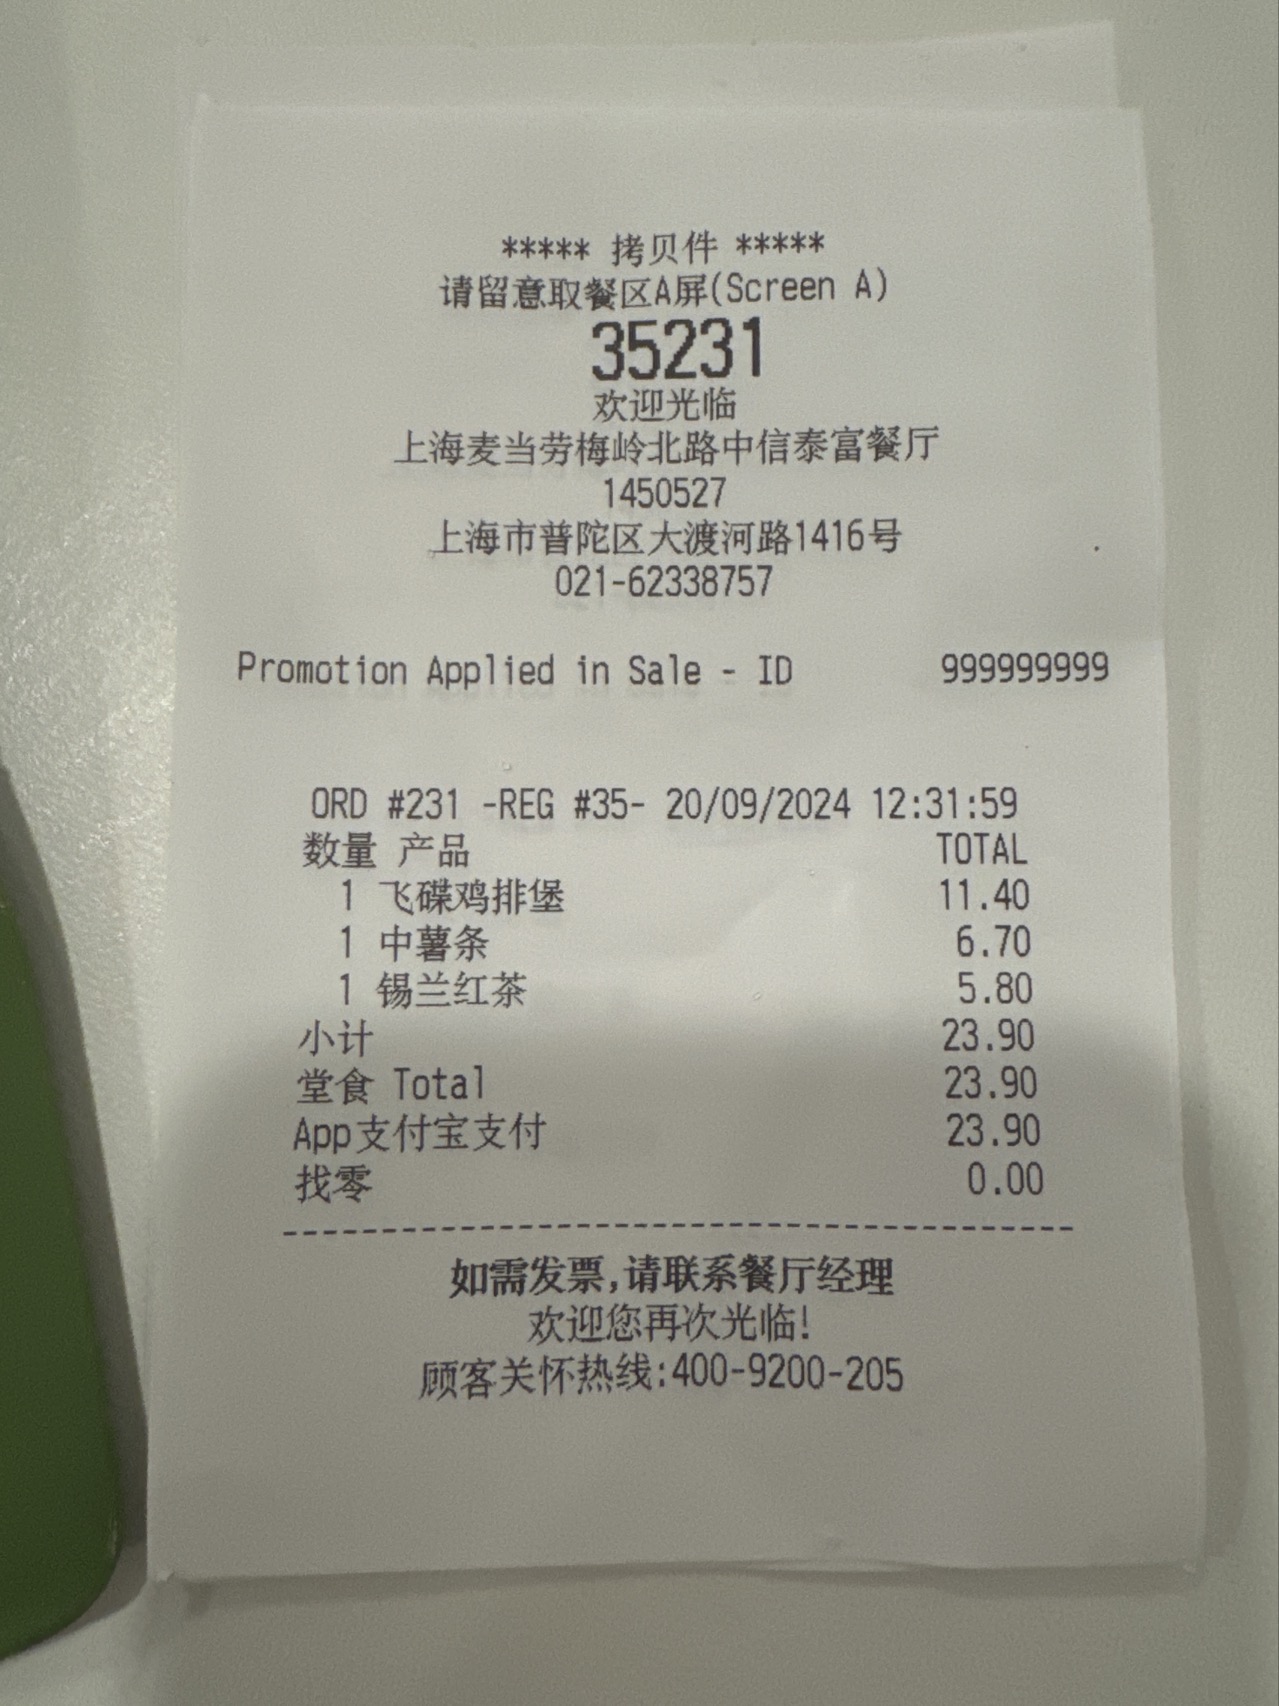 ***** 拷贝件 *****
请留意取餐区A屏(Screen A)
35231
欢迎光临
上海麦当劳梅岭北路中信泰富餐厅
1450527
上海市普陀区大渡河路1416号
021-62338757
Promotion Applied in Sale - ID 999999999
ORD #231 -REG #35- 20/09/2024 12:31:59
数量 产品 TOTAL
1 飞碟鸡排堡 11.40
1 中薯条 6.70
1 锡兰红茶 5.80
小计 23.90
堂食 Total 23.90
App支付宝支付 23.90
找零 0.00
------------------------------------------
如需发票,请联系餐厅经理
欢迎您再次光临!
顾客关怀热线:400-9200-205